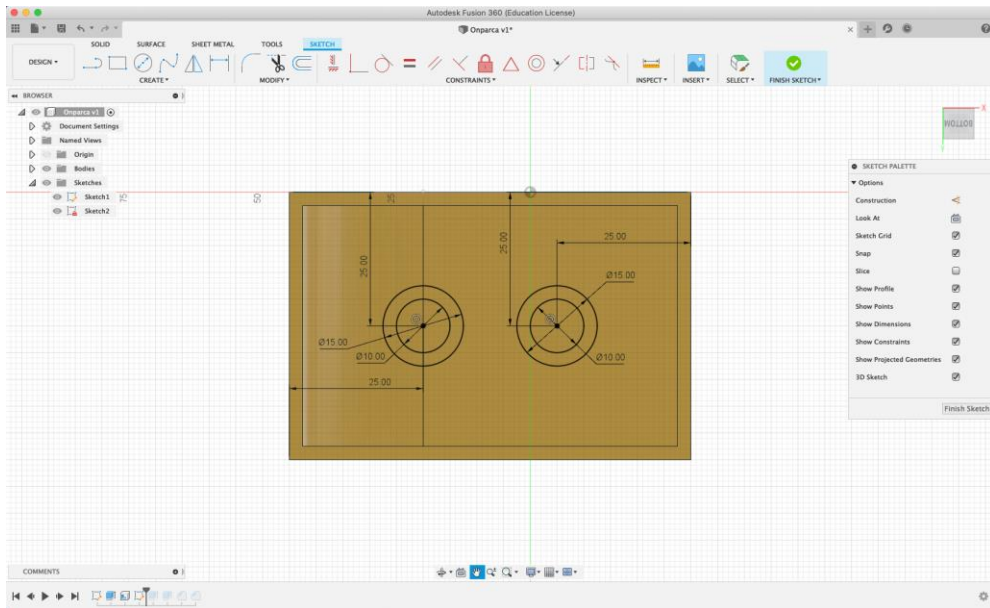 Autodesk Fusion 360 (Education License)
Onparca v1*
SOLID SURFACE SHEET METAL TOOLS SKETCH
DESIGN
CREATE MODIFY CONSTRAINTS INSPECT INSERT SELECT FINISH SKETCH
BROWSER
Onparca v1
Document Settings
Named Views
Origin
Bodies
Sketches
Sketch1
Sketch2
75
50
25
BOTTOM
X
SKETCH PALETTE
Options
Construction
Look At
Sketch Grid
Snap
Slice
Show Profile
Show Points
Show Dimensions
Show Constraints
Show Projected Geometries
3D Sketch
Finish Sketch
25.00
25.00
25.00
Ø15.00
Ø15.00
Ø10.00
Ø10.00
25.00
COMMENTS